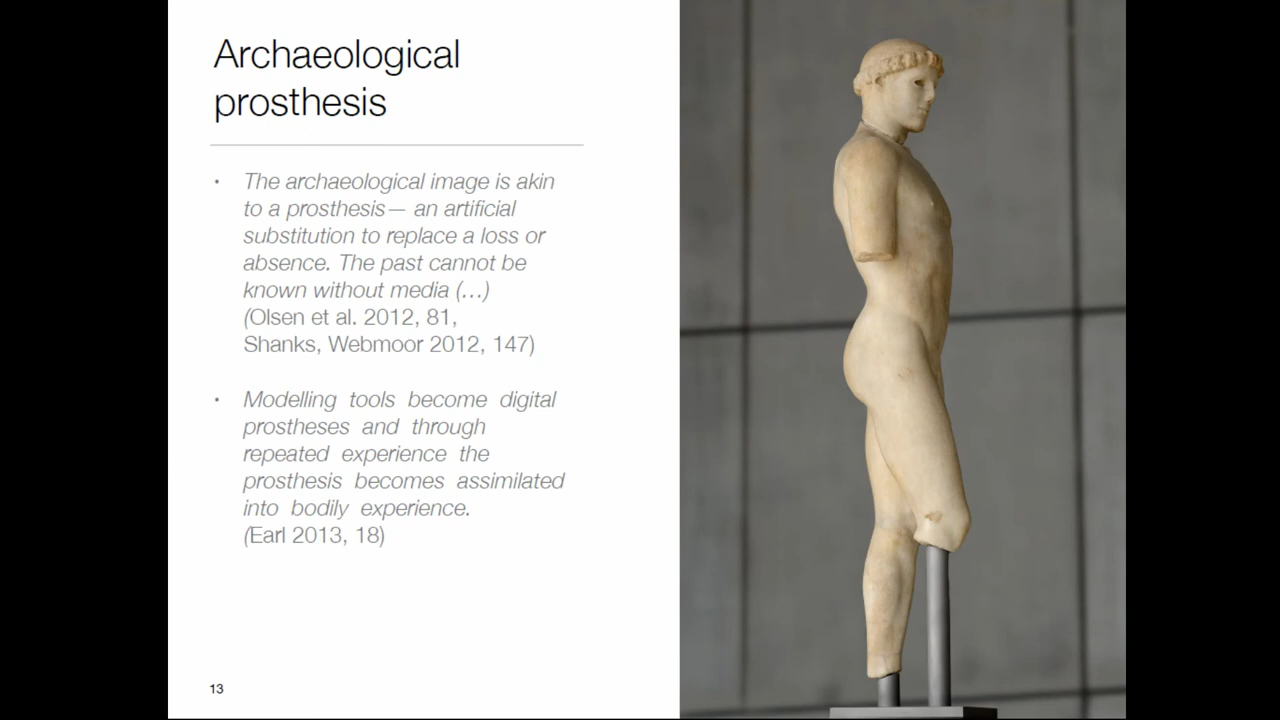 Archaeological
prosthesis
• The archaeological image is akin
to a prosthesis— an artificial
substitution to replace a loss or
absence. The past cannot be
known without media (…)
(Olsen et al. 2012, 81,
Shanks, Webmoor 2012, 147)
• Modelling tools become digital
prostheses and through
repeated experience the
prosthesis becomes assimilated
into bodily experience.
(Earl 2013, 18)
13